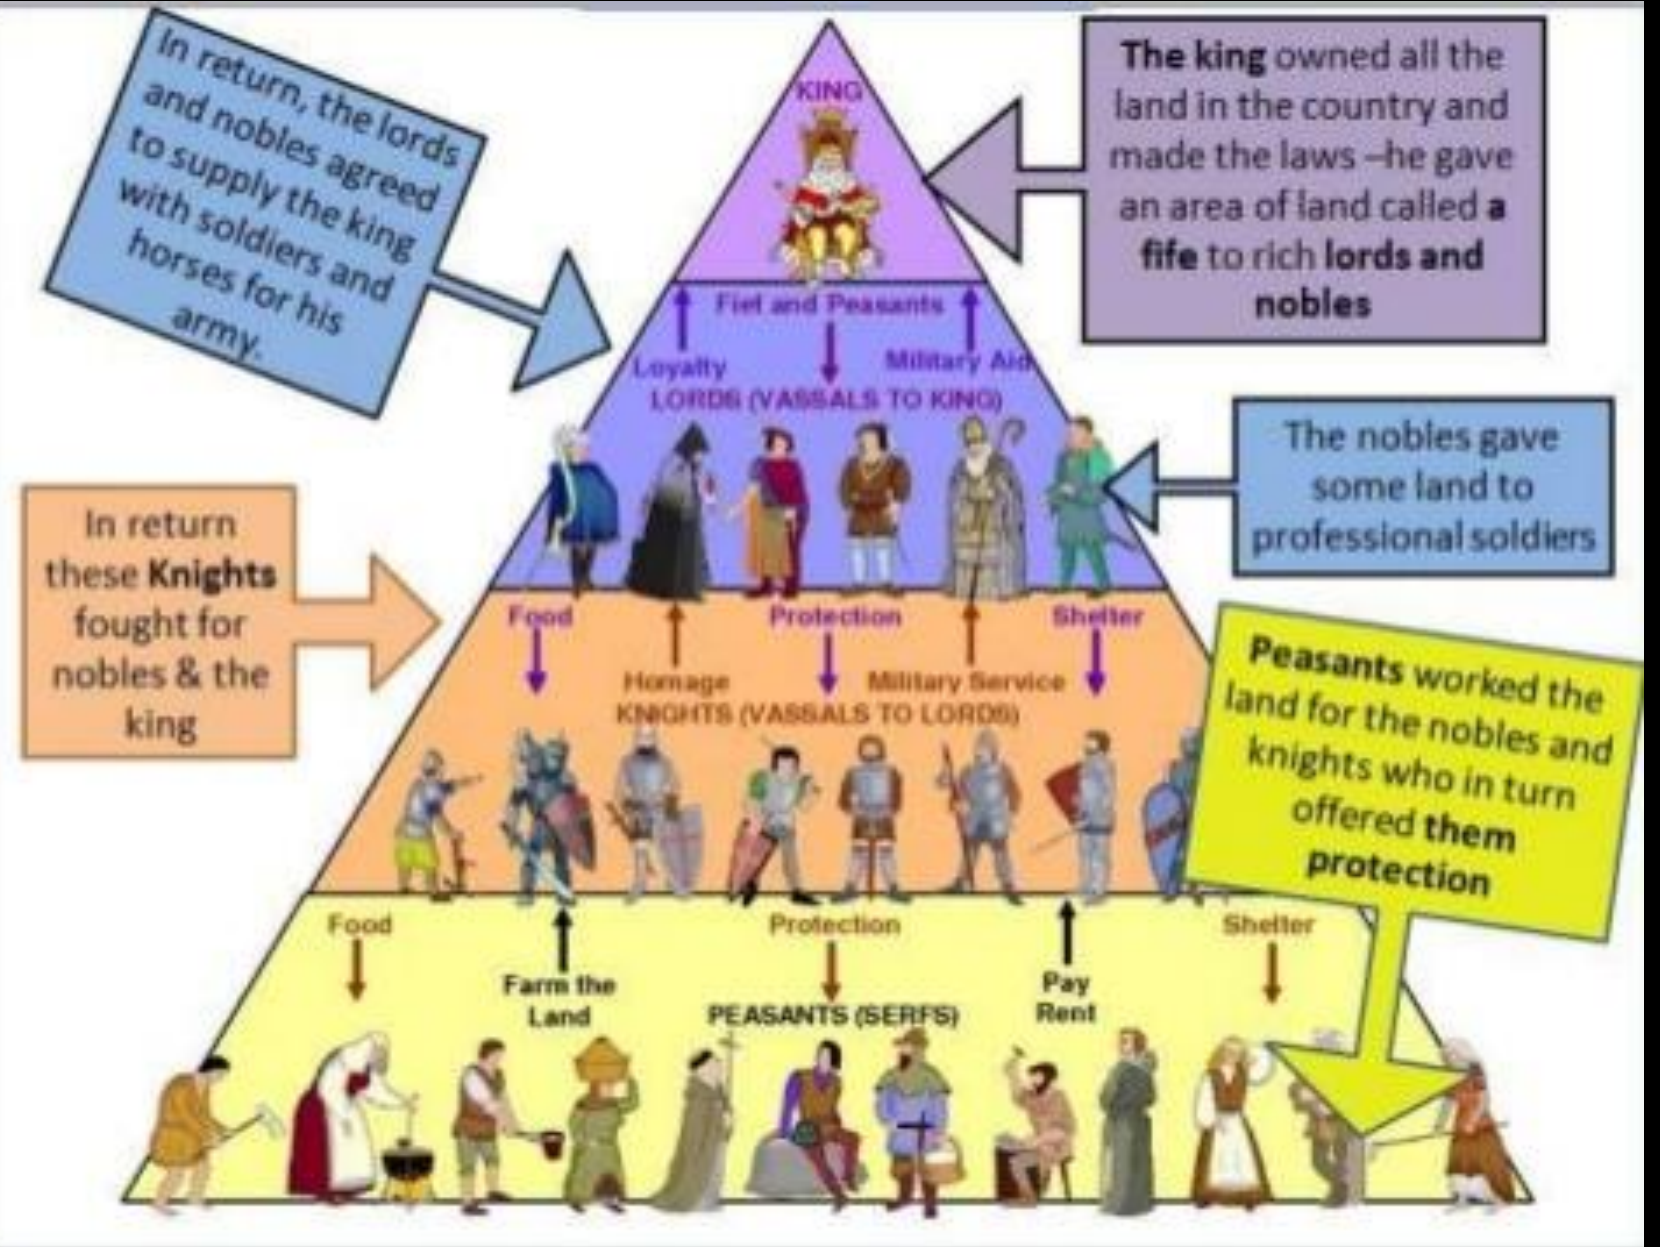 In return, the lords
and nobles agreed
to supply the king
with soldiers and
horses for his
army.
The king owned all the
land in the country and
made the laws –he gave
an area of land called a
fife to rich lords and
nobles
KING
Fief and Peasants
Loyalty
Military Aid
LORDS (VASSALS TO KING)
The nobles gave
some land to
professional soldiers
In return
these Knights
fought for
nobles & the
king
Food
Protection
Shelter
Homage
Military Service
KNIGHTS (VASSALS TO LORDS)
Peasants worked the
land for the nobles and
knights who in turn
offered them
protection
Food
Protection
Shelter
Farm the
Land
Pay
Rent
PEASANTS (SERFS)